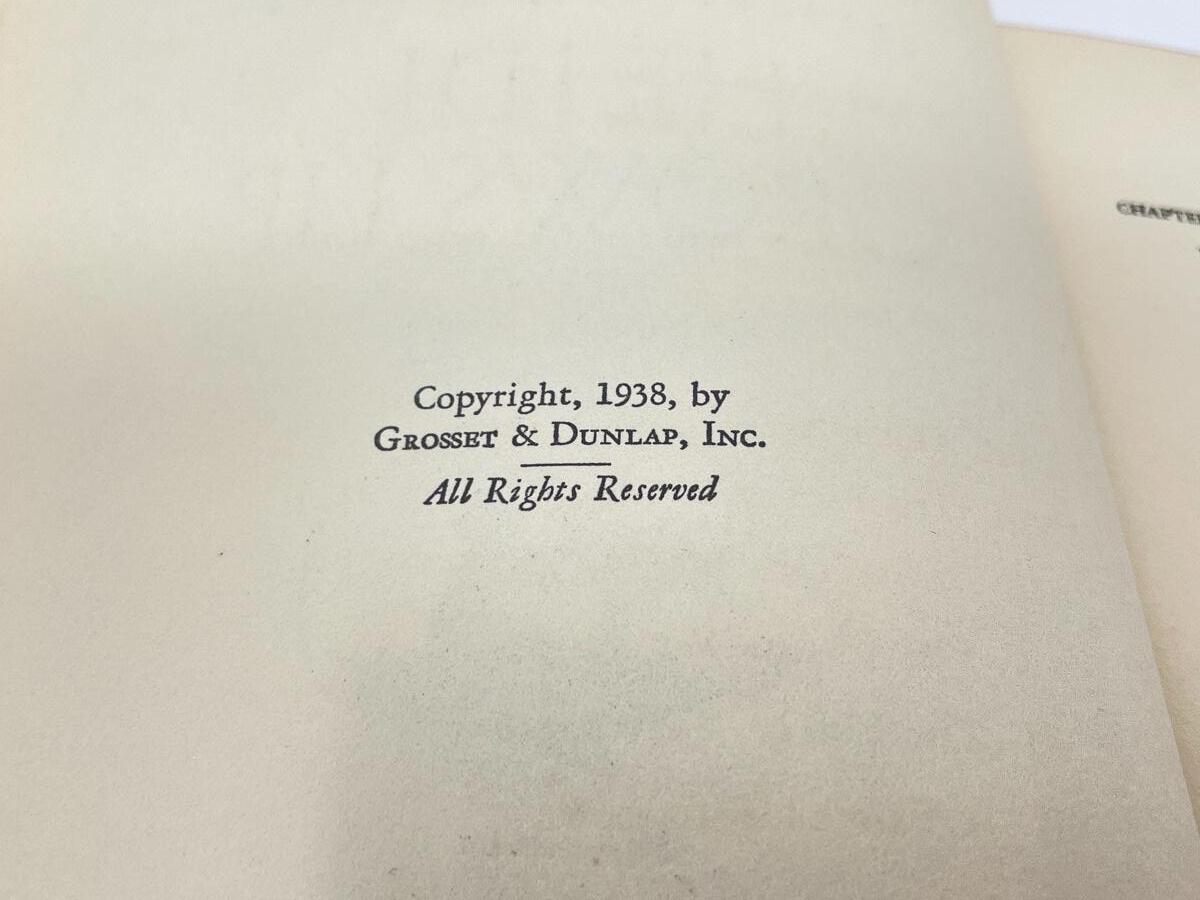 Copyright, 1938, by
GROSSET & DUNLAP, INC.
All Rights Reserved